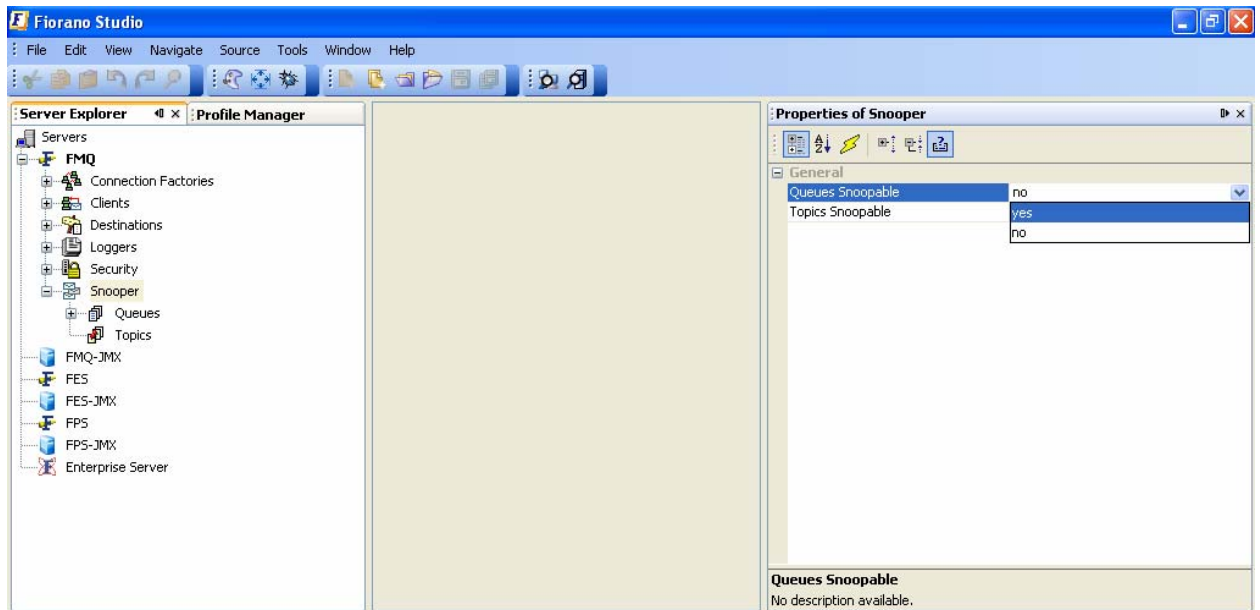 Fiorano Studio
File Edit View Navigate Source Tools Window Help
Server Explorer
Profile Manager
Servers
FMQ
Connection Factories
Clients
Destinations
Loggers
Security
Snooper
Queues
Topics
FMQ-JMX
FES
FES-JMX
FPS
FPS-JMX
Enterprise Server
Properties of Snooper
General
Queues Snoopable no
Topics Snoopable
yes
no
Queues Snoopable
No description available.